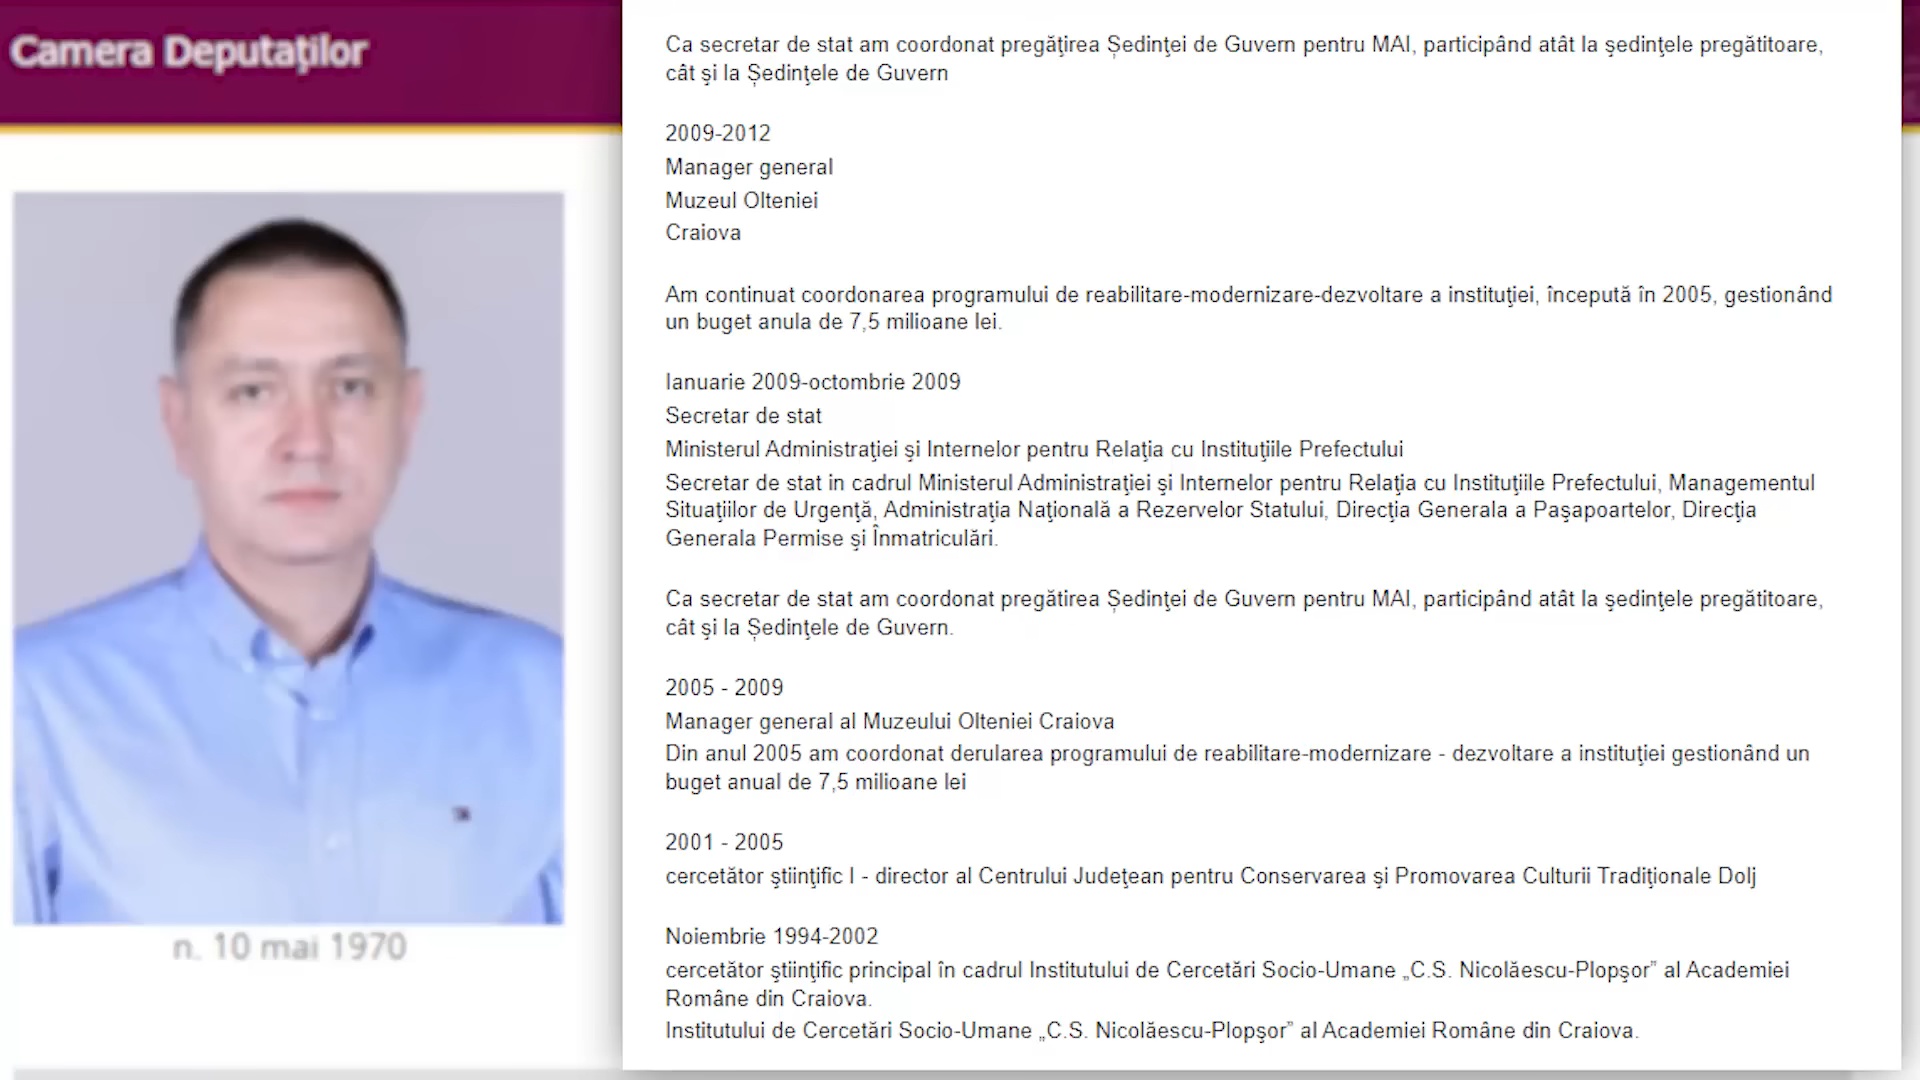 Camera Deputaţilor
n. 10 mai 1970
Ca secretar de stat am coordonat pregătirea Şedinţei de Guvern pentru MAI, participând atât la şedinţele pregătitoare,
cât şi la Şedinţele de Guvern
2009-2012
Manager general
Muzeul Olteniei
Craiova
Am continuat coordonarea programului de reabilitare-modernizare-dezvoltare a instituţiei, începută în 2005, gestionând
un buget anula de 7,5 milioane lei.
Ianuarie 2009-octombrie 2009
Secretar de stat
Ministerul Administraţiei şi Internelor pentru Relaţia cu Instituţiile Prefectului
Secretar de stat in cadrul Ministerul Administraţiei şi Internelor pentru Relaţia cu Instituţiile Prefectului, Managementul
Situaţiilor de Urgenţă, Administraţia Naţională a Rezervelor Statului, Direcţia Generala a Paşapoartelor, Direcţia
Generala Permise şi Înmatriculări.
Ca secretar de stat am coordonat pregătirea Şedinţei de Guvern pentru MAI, participând atât la şedinţele pregătitoare,
cât şi la Şedinţele de Guvern.
2005 - 2009
Manager general al Muzeului Olteniei Craiova
Din anul 2005 am coordonat derularea programului de reabilitare-modernizare - dezvoltare a instituţiei gestionând un
buget anual de 7,5 milioane lei
2001 - 2005
cercetător ştiinţific I - director al Centrului Judeţean pentru Conservarea şi Promovarea Culturii Tradiţionale Dolj
Noiembrie 1994-2002
cercetător ştiinţific principal în cadrul Institutului de Cercetări Socio-Umane „C.S. Nicolăescu-Plopşor” al Academiei
Române din Craiova.
Institutului de Cercetări Socio-Umane „C.S. Nicolăescu-Plopşor” al Academiei Române din Craiova.